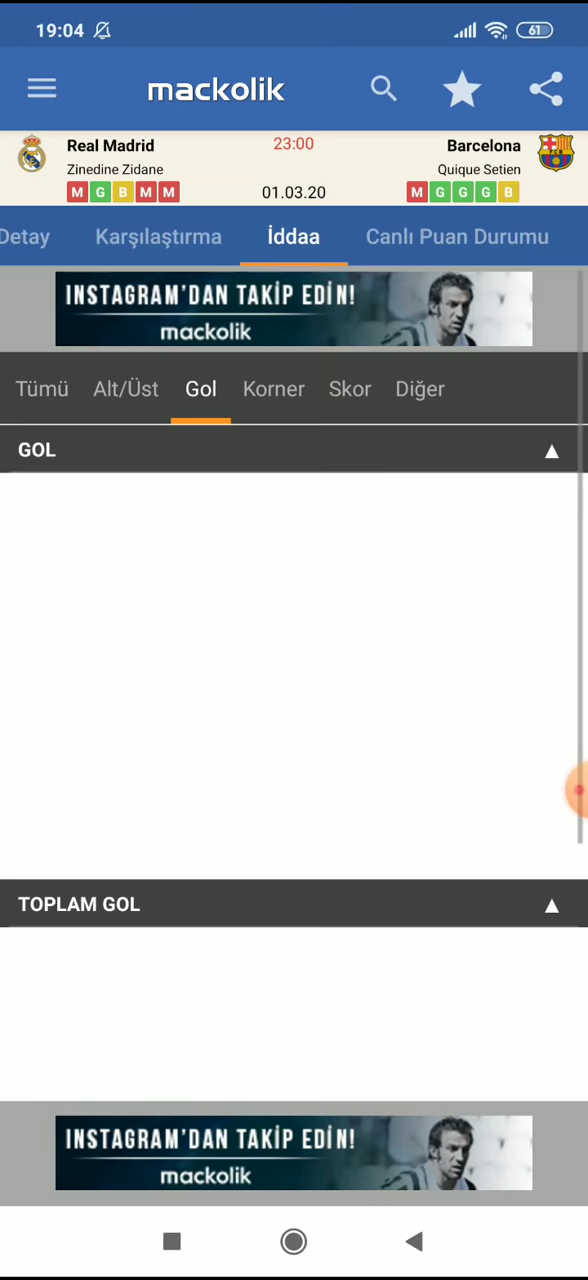 19:04 61
mackolik
Real Madrid 23:00 Barcelona
Zinedine Zidane Quique Setien
M G B M M 01.03.20 M G G G B
Detay Karşılaştırma İddaa Canlı Puan Durumu
INSTAGRAM'DAN TAKİP EDİN!
mackolik
Tümü Alt/Üst Gol Korner Skor Diğer
GOL ▲
TOPLAM GOL ▲
INSTAGRAM'DAN TAKİP EDİN!
mackolik